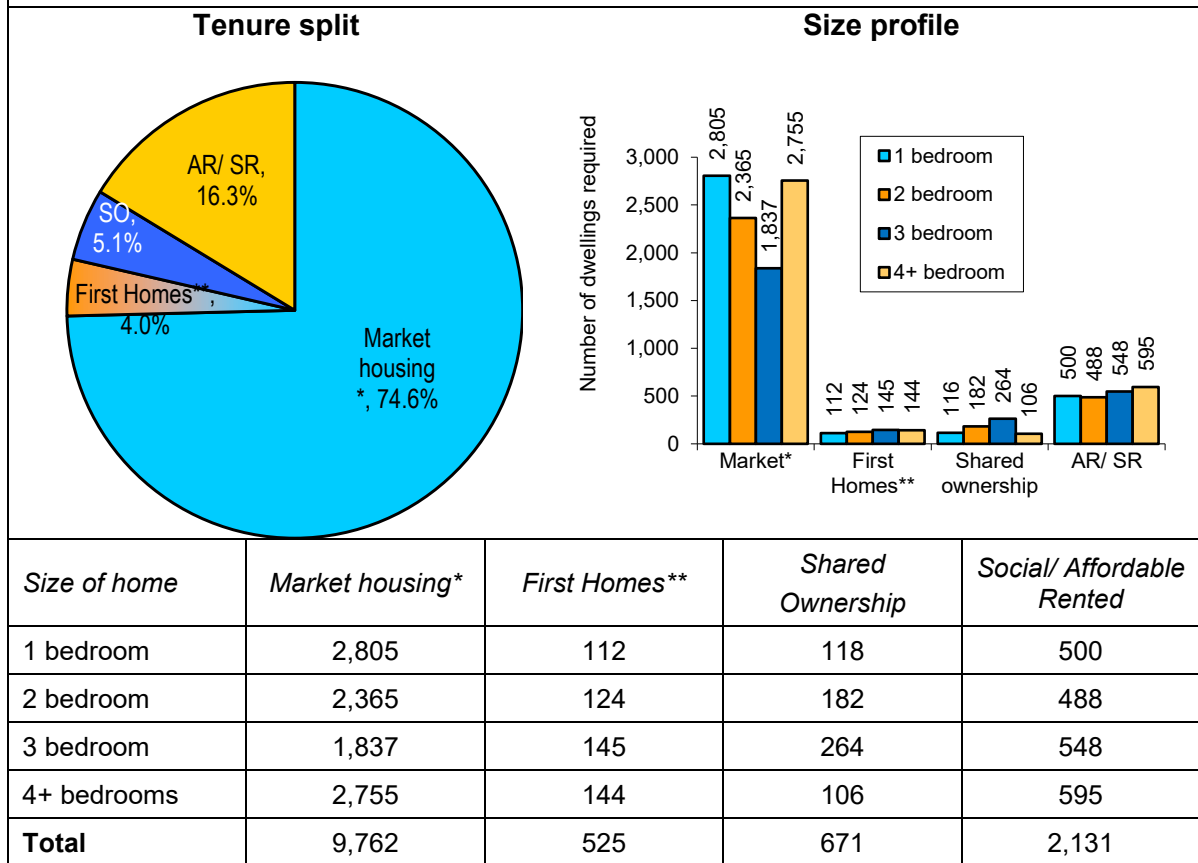 Tenure split
AR/ SR,
16.3%
SO,
5.1%
First Homes**,
4.0%
Market
housing
*, 74.6%
Size profile
Number of dwellings required
3,000
2,500
2,000
1,500
1,000
500
0
2,805
2,365
1,837
2,755
112
124
145
144
116
182
264
106
500
488
548
595
Market*
First
Homes**
Shared
ownership
AR/ SR
1 bedroom
2 bedroom
3 bedroom
4+ bedroom
Size of home Market housing* First Homes** Shared Ownership Social/ Affordable Rented
1 bedroom 2,805 112 118 500
2 bedroom 2,365 124 182 488
3 bedroom 1,837 145 264 548
4+ bedrooms 2,755 144 106 595
Total 9,762 525 671 2,131